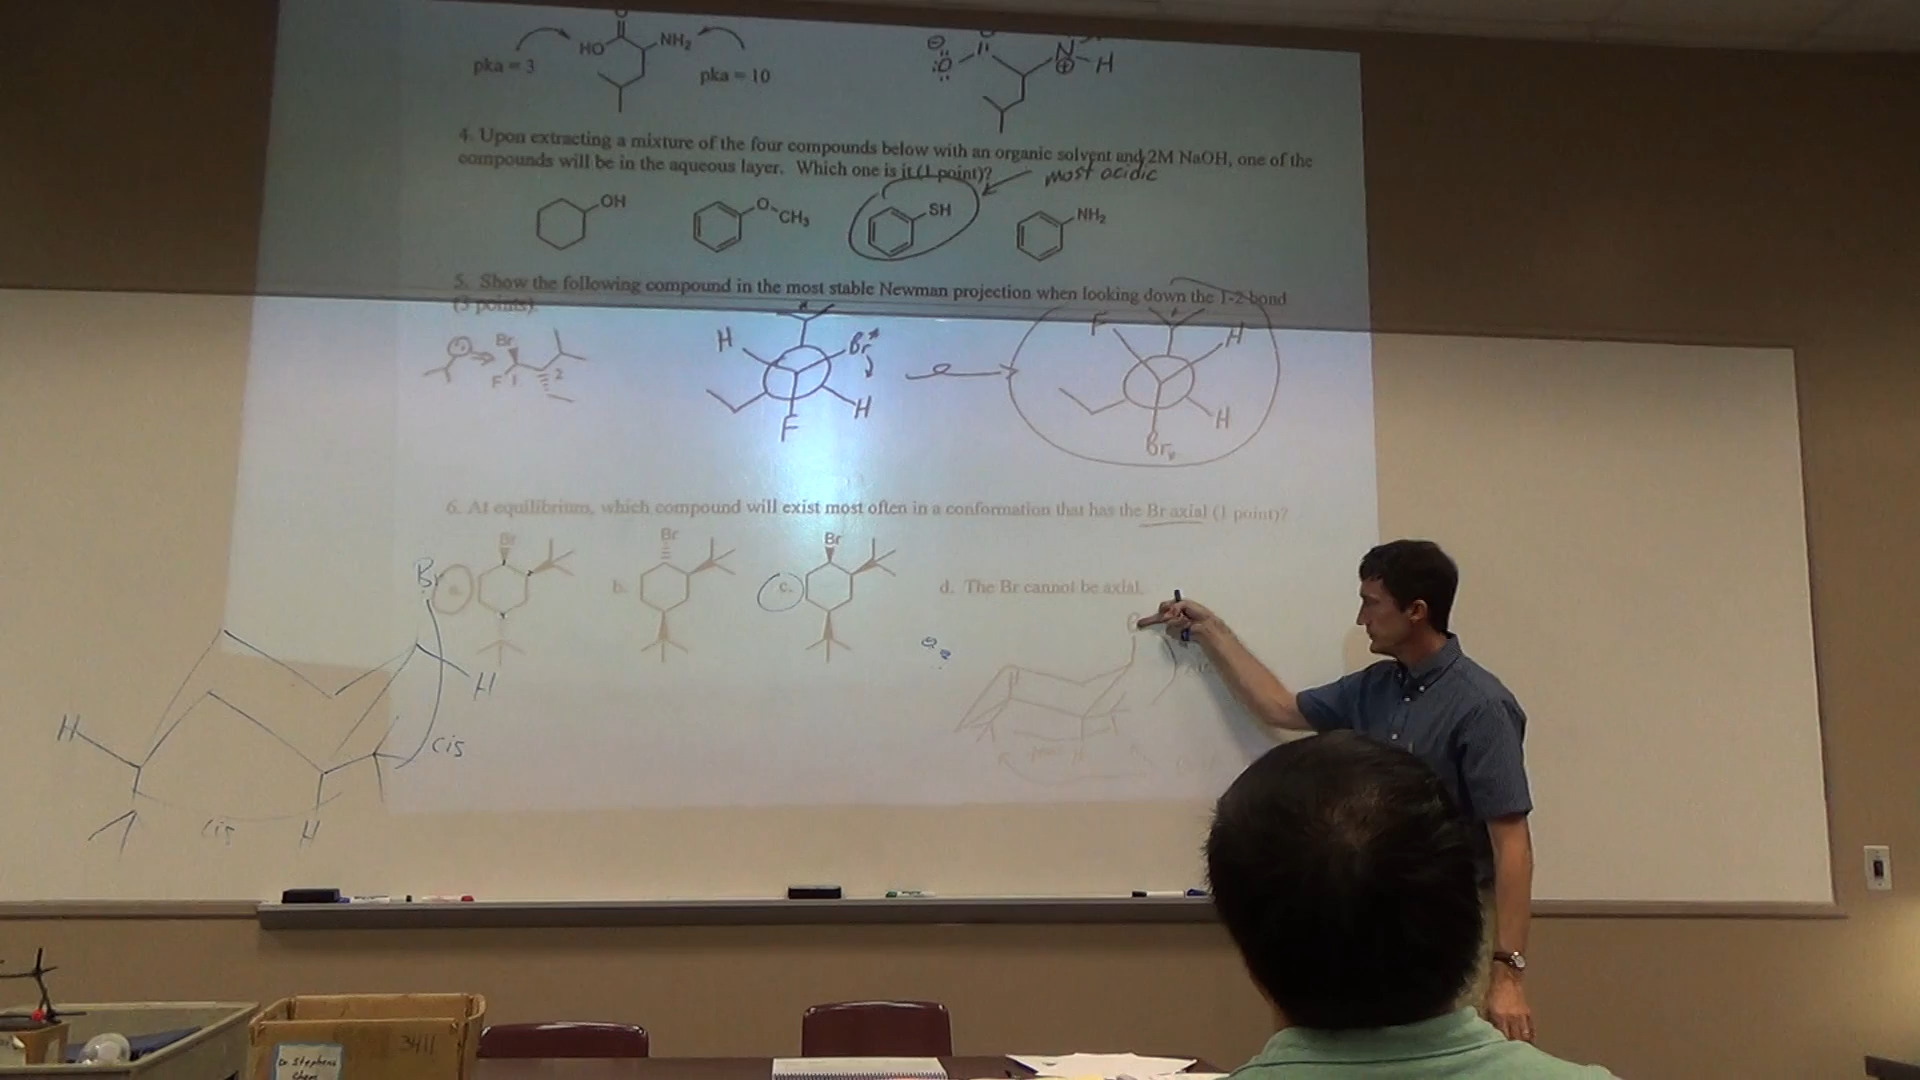 O
HO
NH₂
pka = 3
pka = 10
:O:
N
H
4. Upon extracting a mixture of the four compounds below with an organic solvent and 2M NaOH, one of the
compounds will be in the aqueous layer. Which one is it (1 point)?
most acidic
OH
O
CH₃
SH
NH₂
5. Show the following compound in the most stable Newman projection when looking down the 1-2 bond
(3 points).
Br
F
1
2
H
Br
F
H
F
H
H
Br
6. At equilibrium, which compound will exist most often in a conformation that has the Br axial (1 point)?
Br
a.
b.
Br
c.
Br
d. The Br cannot be axial.
Br
H
H
cis
cis
H
H
3411
Dr Stephens
Chem